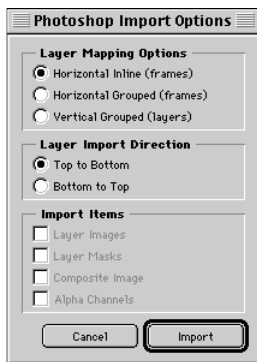 Photoshop Import Options
Layer Mapping Options
Horizontal Inline (frames)
Horizontal Grouped (frames)
Vertical Grouped (layers)
Layer Import Direction
Top to Bottom
Bottom to Top
Import Items
Layer Images
Layer Masks
Composite Image
Alpha Channels
Cancel Import